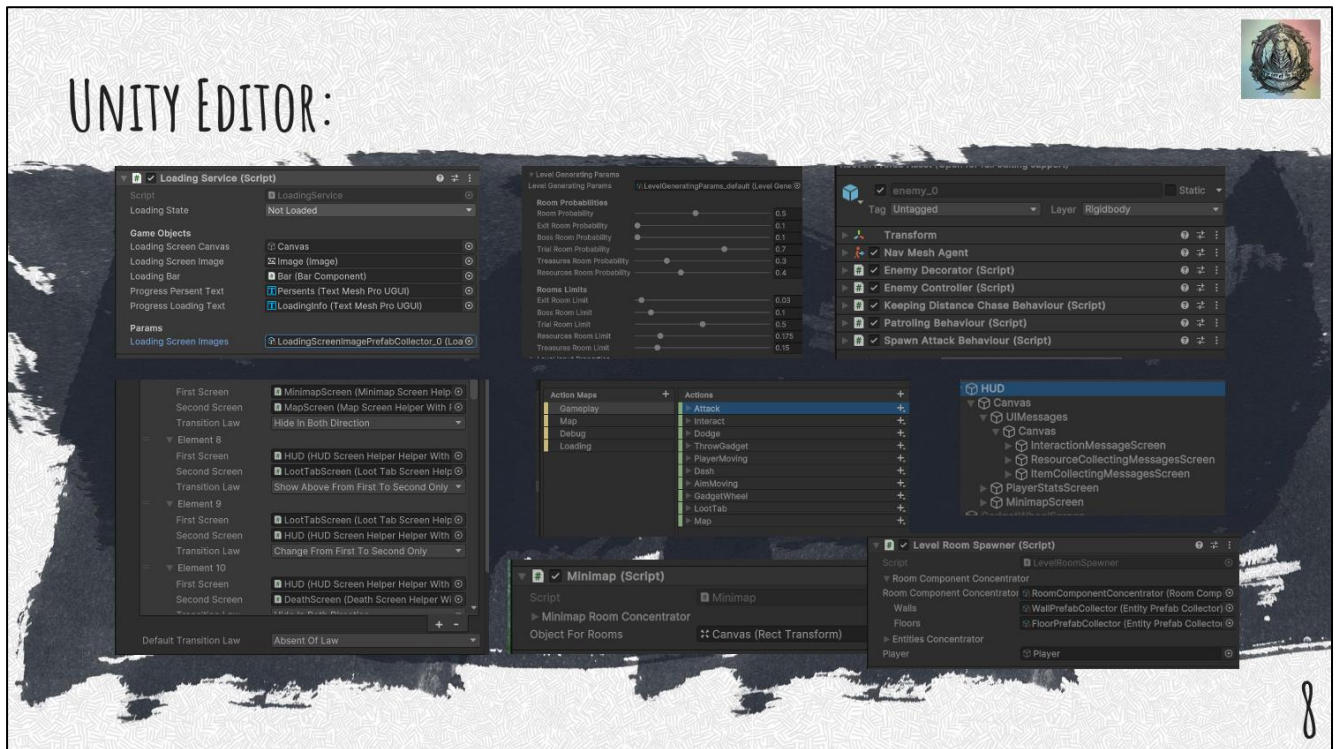 UNITY EDITOR:
Loading Service (Script)
Script LoadingService
Loading State Not Loaded
Game Objects
Loading Screen Canvas Canvas
Loading Screen Image Image (Image)
Loading Bar Bar (Bar Component)
Progress Persent Text Persents (Text Mesh Pro UGUI)
Progress Loading Text LoadingInfo (Text Mesh Pro UGUI)
Params
Loading Screen Images LoadingScreenImagePrefabCollector_0 (Loa
Level Generating Params
Level Generating Params LevelGeneratingParams_default (Level Gene
Room Probabilities
Room Probability 0.5
Exit Room Probability 0.1
Boss Room Probability 0.1
Trial Room Probability 0.7
Treasures Room Probability 0.3
Resources Room Probability 0.4
Rooms Limits
Exit Room Limit 0.03
Boss Room Limit 0.1
Trial Room Limit 0.5
Resources Room Limit 0.175
Treasures Room Limit 0.15
enemy_0 Static
Tag Untagged Layer Rigidbody
Transform
Nav Mesh Agent
Enemy Decorator (Script)
Enemy Controller (Script)
Keeping Distance Chase Behaviour (Script)
Patroling Behaviour (Script)
Spawn Attack Behaviour (Script)
First Screen MinimapScreen (Minimap Screen Help
Second Screen MapScreen (Map Screen Helper With
Transition Law Hide In Both Direction
Element 8
First Screen HUD (HUD Screen Helper Helper With
Second Screen LootTabScreen (Loot Tab Screen Help
Transition Law Show Above From First To Second Only
Element 9
First Screen LootTabScreen (Loot Tab Screen Help
Second Screen HUD (HUD Screen Helper Helper With
Transition Law Change From First To Second Only
Element 10
First Screen HUD (HUD Screen Helper Helper With
Second Screen DeathScreen (Death Screen Helper Wi
Default Transition Law Absent Of Law
Action Maps + Actions +
Gameplay
Map
Debug
Loading
Attack
Interact
Dodge
ThrowGadget
PlayerMoving
Dash
AimMoving
GadgetWheel
LootTab
Map
HUD
Canvas
UIMessages
Canvas
InteractionMessageScreen
ResourceCollectingMessagesScreen
ItemCollectingMessagesScreen
PlayerStatsScreen
MinimapScreen
Minimap (Script)
Script Minimap
Minimap Room Concentrator
Object For Rooms Canvas (Rect Transform)
Level Room Spawner (Script)
Script LevelRoomSpawner
Room Component Concentrator
Room Component Concentrator RoomComponentConcentrator (Room Comp
Walls WallPrefabCollector (Entity Prefab Collector)
Floors FloorPrefabCollector (Entity Prefab Collector
Entities Concentrator
Player Player
8